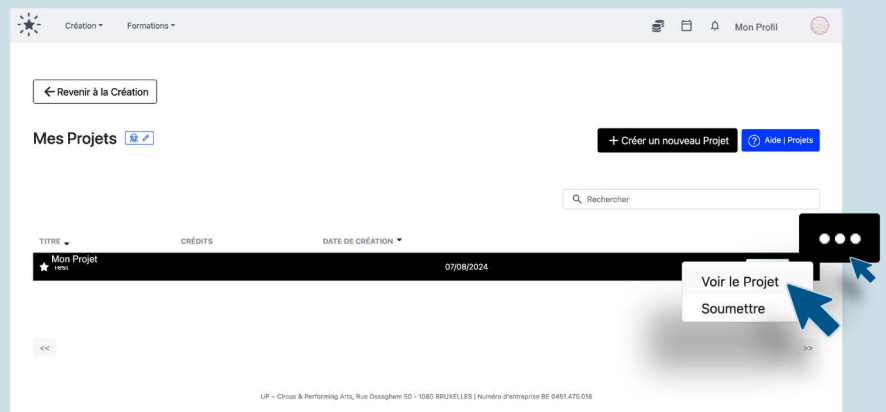 Création Formations Mon Profil
← Revenir à la Création
Mes Projets + Créer un nouveau Projet ? Aide | Projets
Rechercher
TITRE CRÉDITS DATE DE CRÉATION
Mon Projet
Test 07/08/2024
Voir le Projet
Soumettre
<< >>
UP – Circus & Performing Arts, Rue Osseghem 50 - 1080 BRUXELLES | Numéro d'entreprise BE 0451.475.018